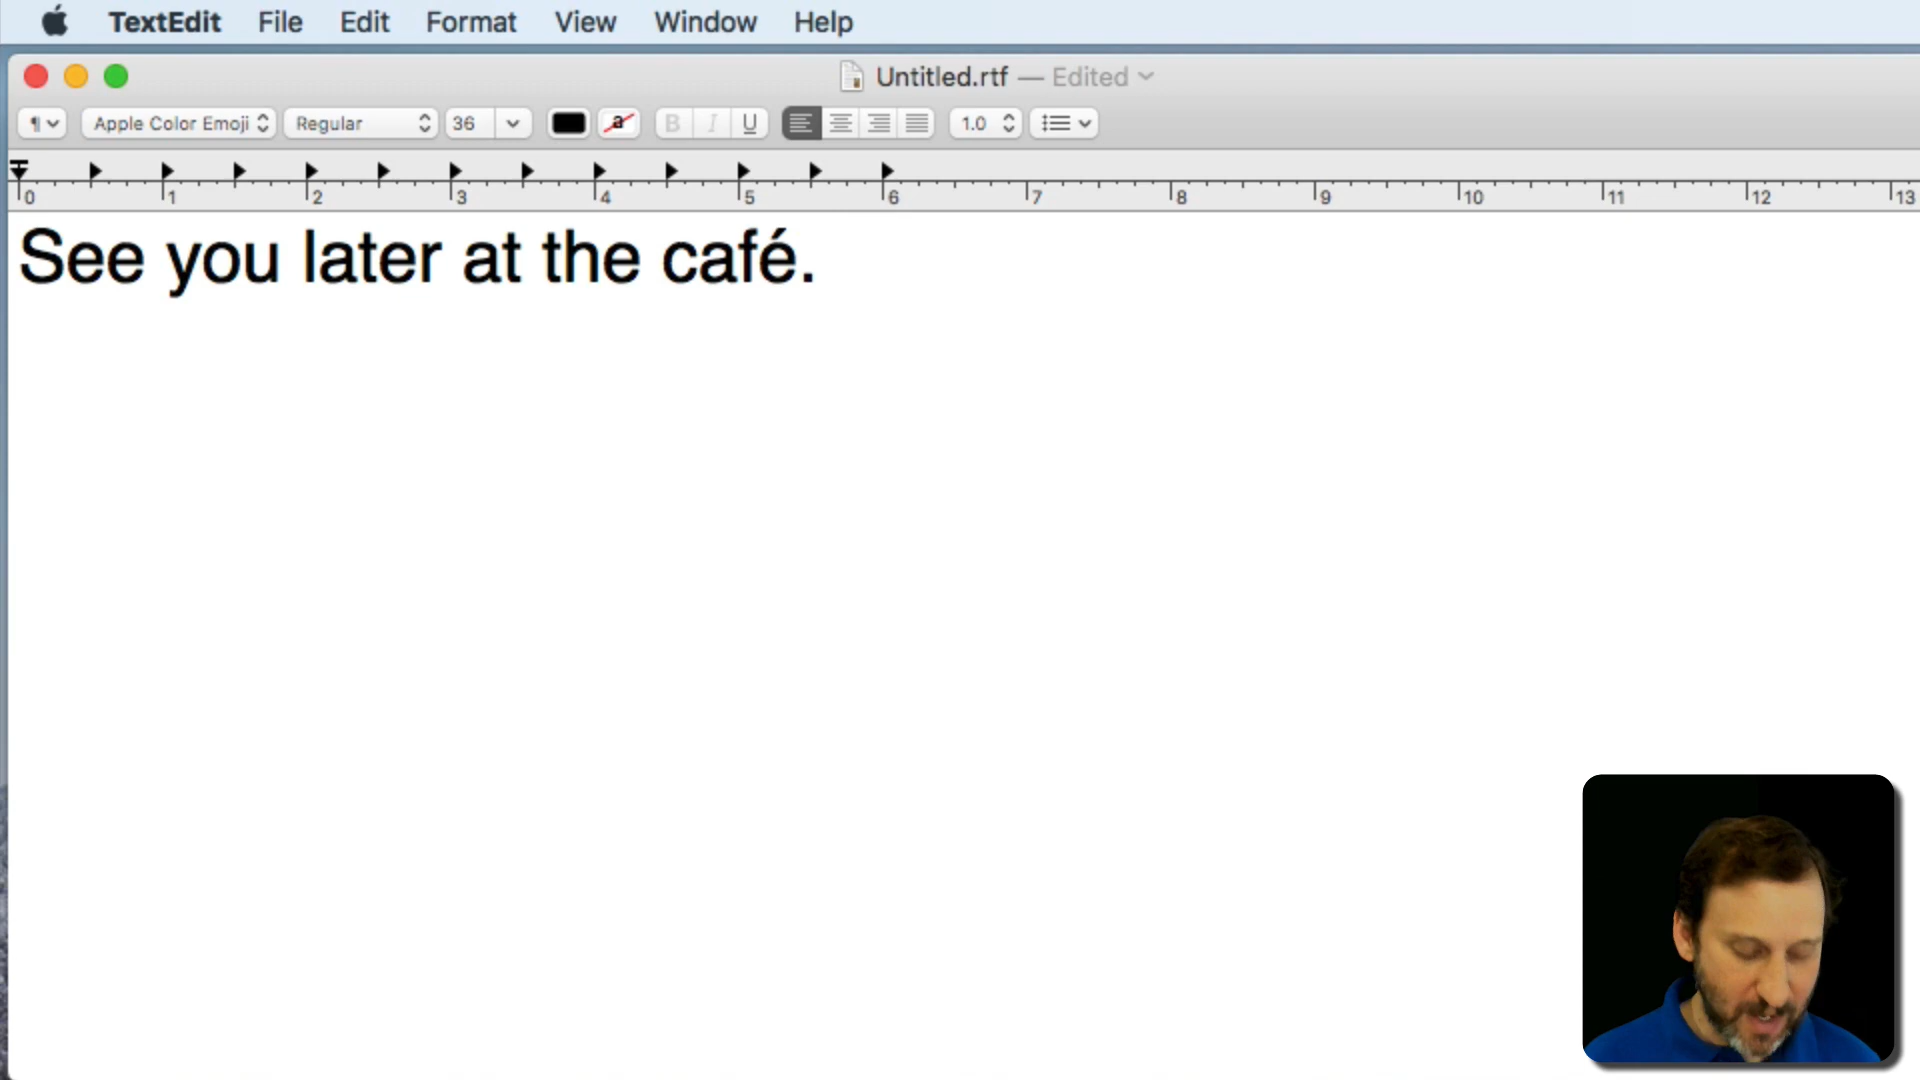 TextEdit File Edit Format View Window Help
Untitled.rtf — Edited
¶ Apple Color Emoji Regular 36 a B I U 1.0
0 1 2 3 4 5 6 7 8 9 10 11 12 13
See you later at the café.